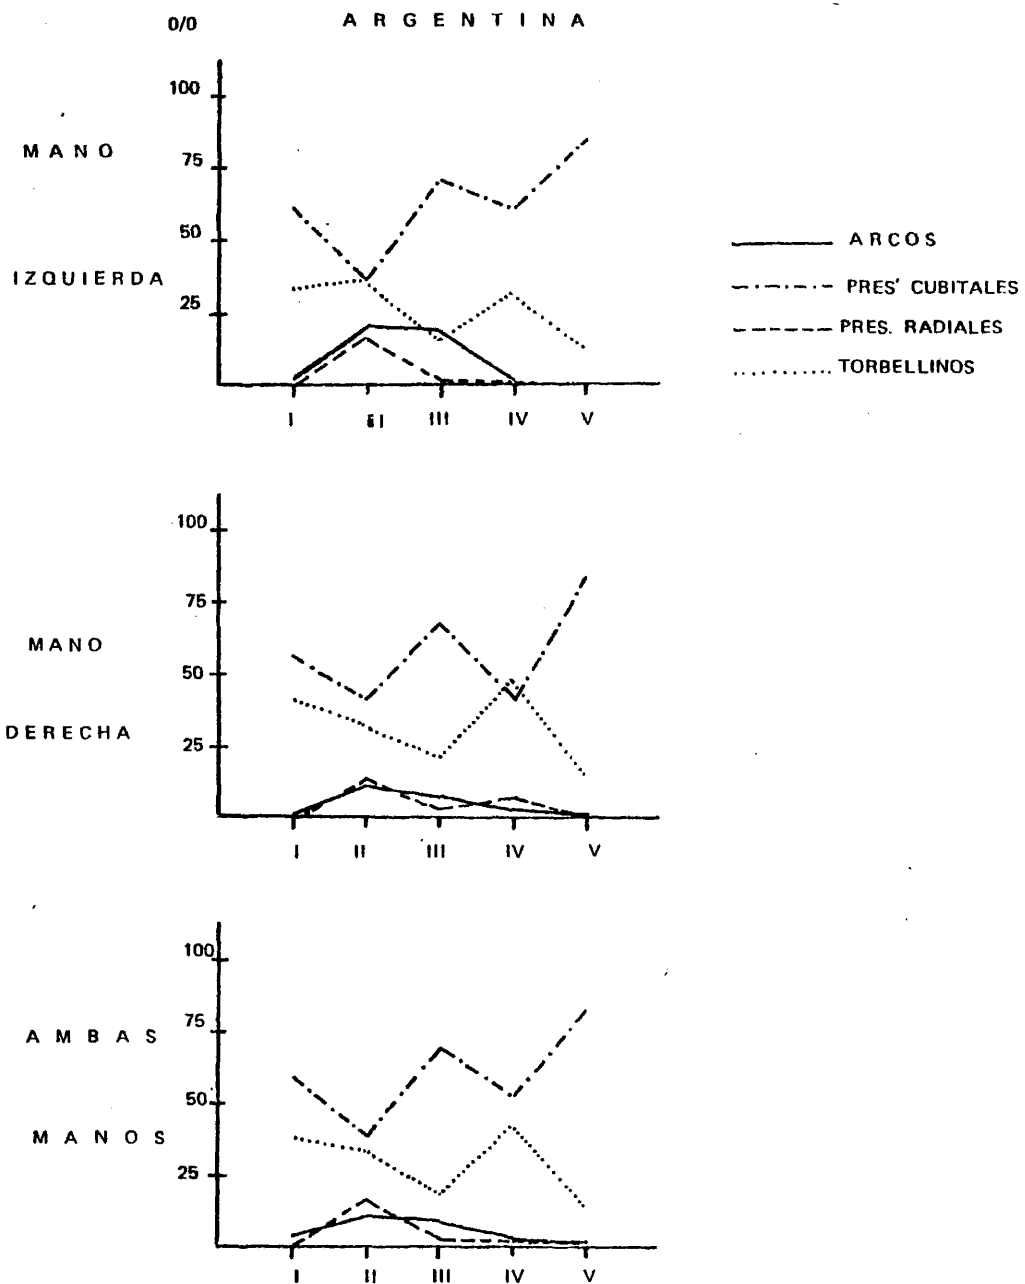 0/0 ARGENTINA
100
MANO
75
50
IZQUIERDA
25
I II III IV V
ARCOS
PRES' CUBITALES
PRES. RADIALES
TORBELLINOS
100
75
MANO
50
DERECHA
25
I II III IV V
100
75
AMBAS
50
MANOS
25
I II III IV V